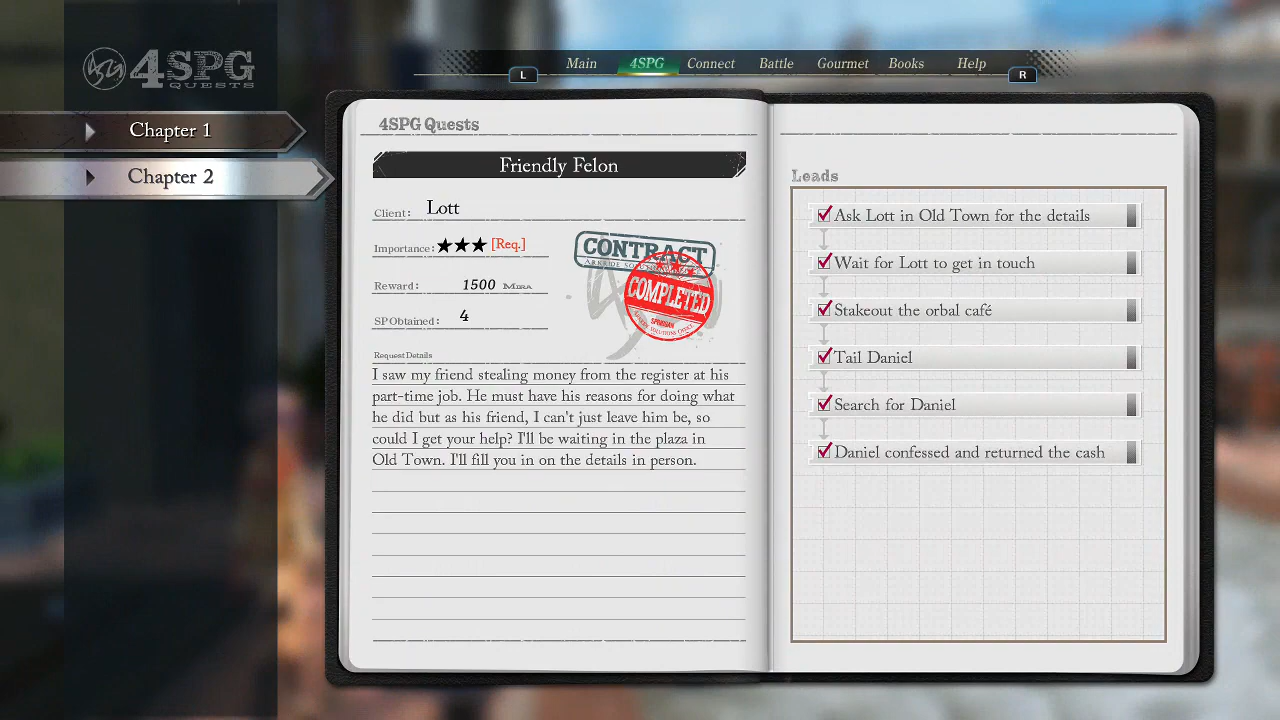 4SPG
QUESTS
L
Main
4SPG
Connect
Battle
Gourmet
Books
Help
R
Chapter 1
Chapter 2
4SPG Quests
Friendly Felon
Client: Lott
Importance: ★★★ [Req.]
Reward: 1500 MIRA
SP Obtained: 4
CONTRACT
COMPLETED
Request Details
I saw my friend stealing money from the register at his
part-time job. He must have his reasons for doing what
he did but as his friend, I can't just leave him be, so
could I get your help? I'll be waiting in the plaza in
Old Town. I'll fill you in on the details in person.
Leads
Ask Lott in Old Town for the details
Wait for Lott to get in touch
Stakeout the orbal café
Tail Daniel
Search for Daniel
Daniel confessed and returned the cash